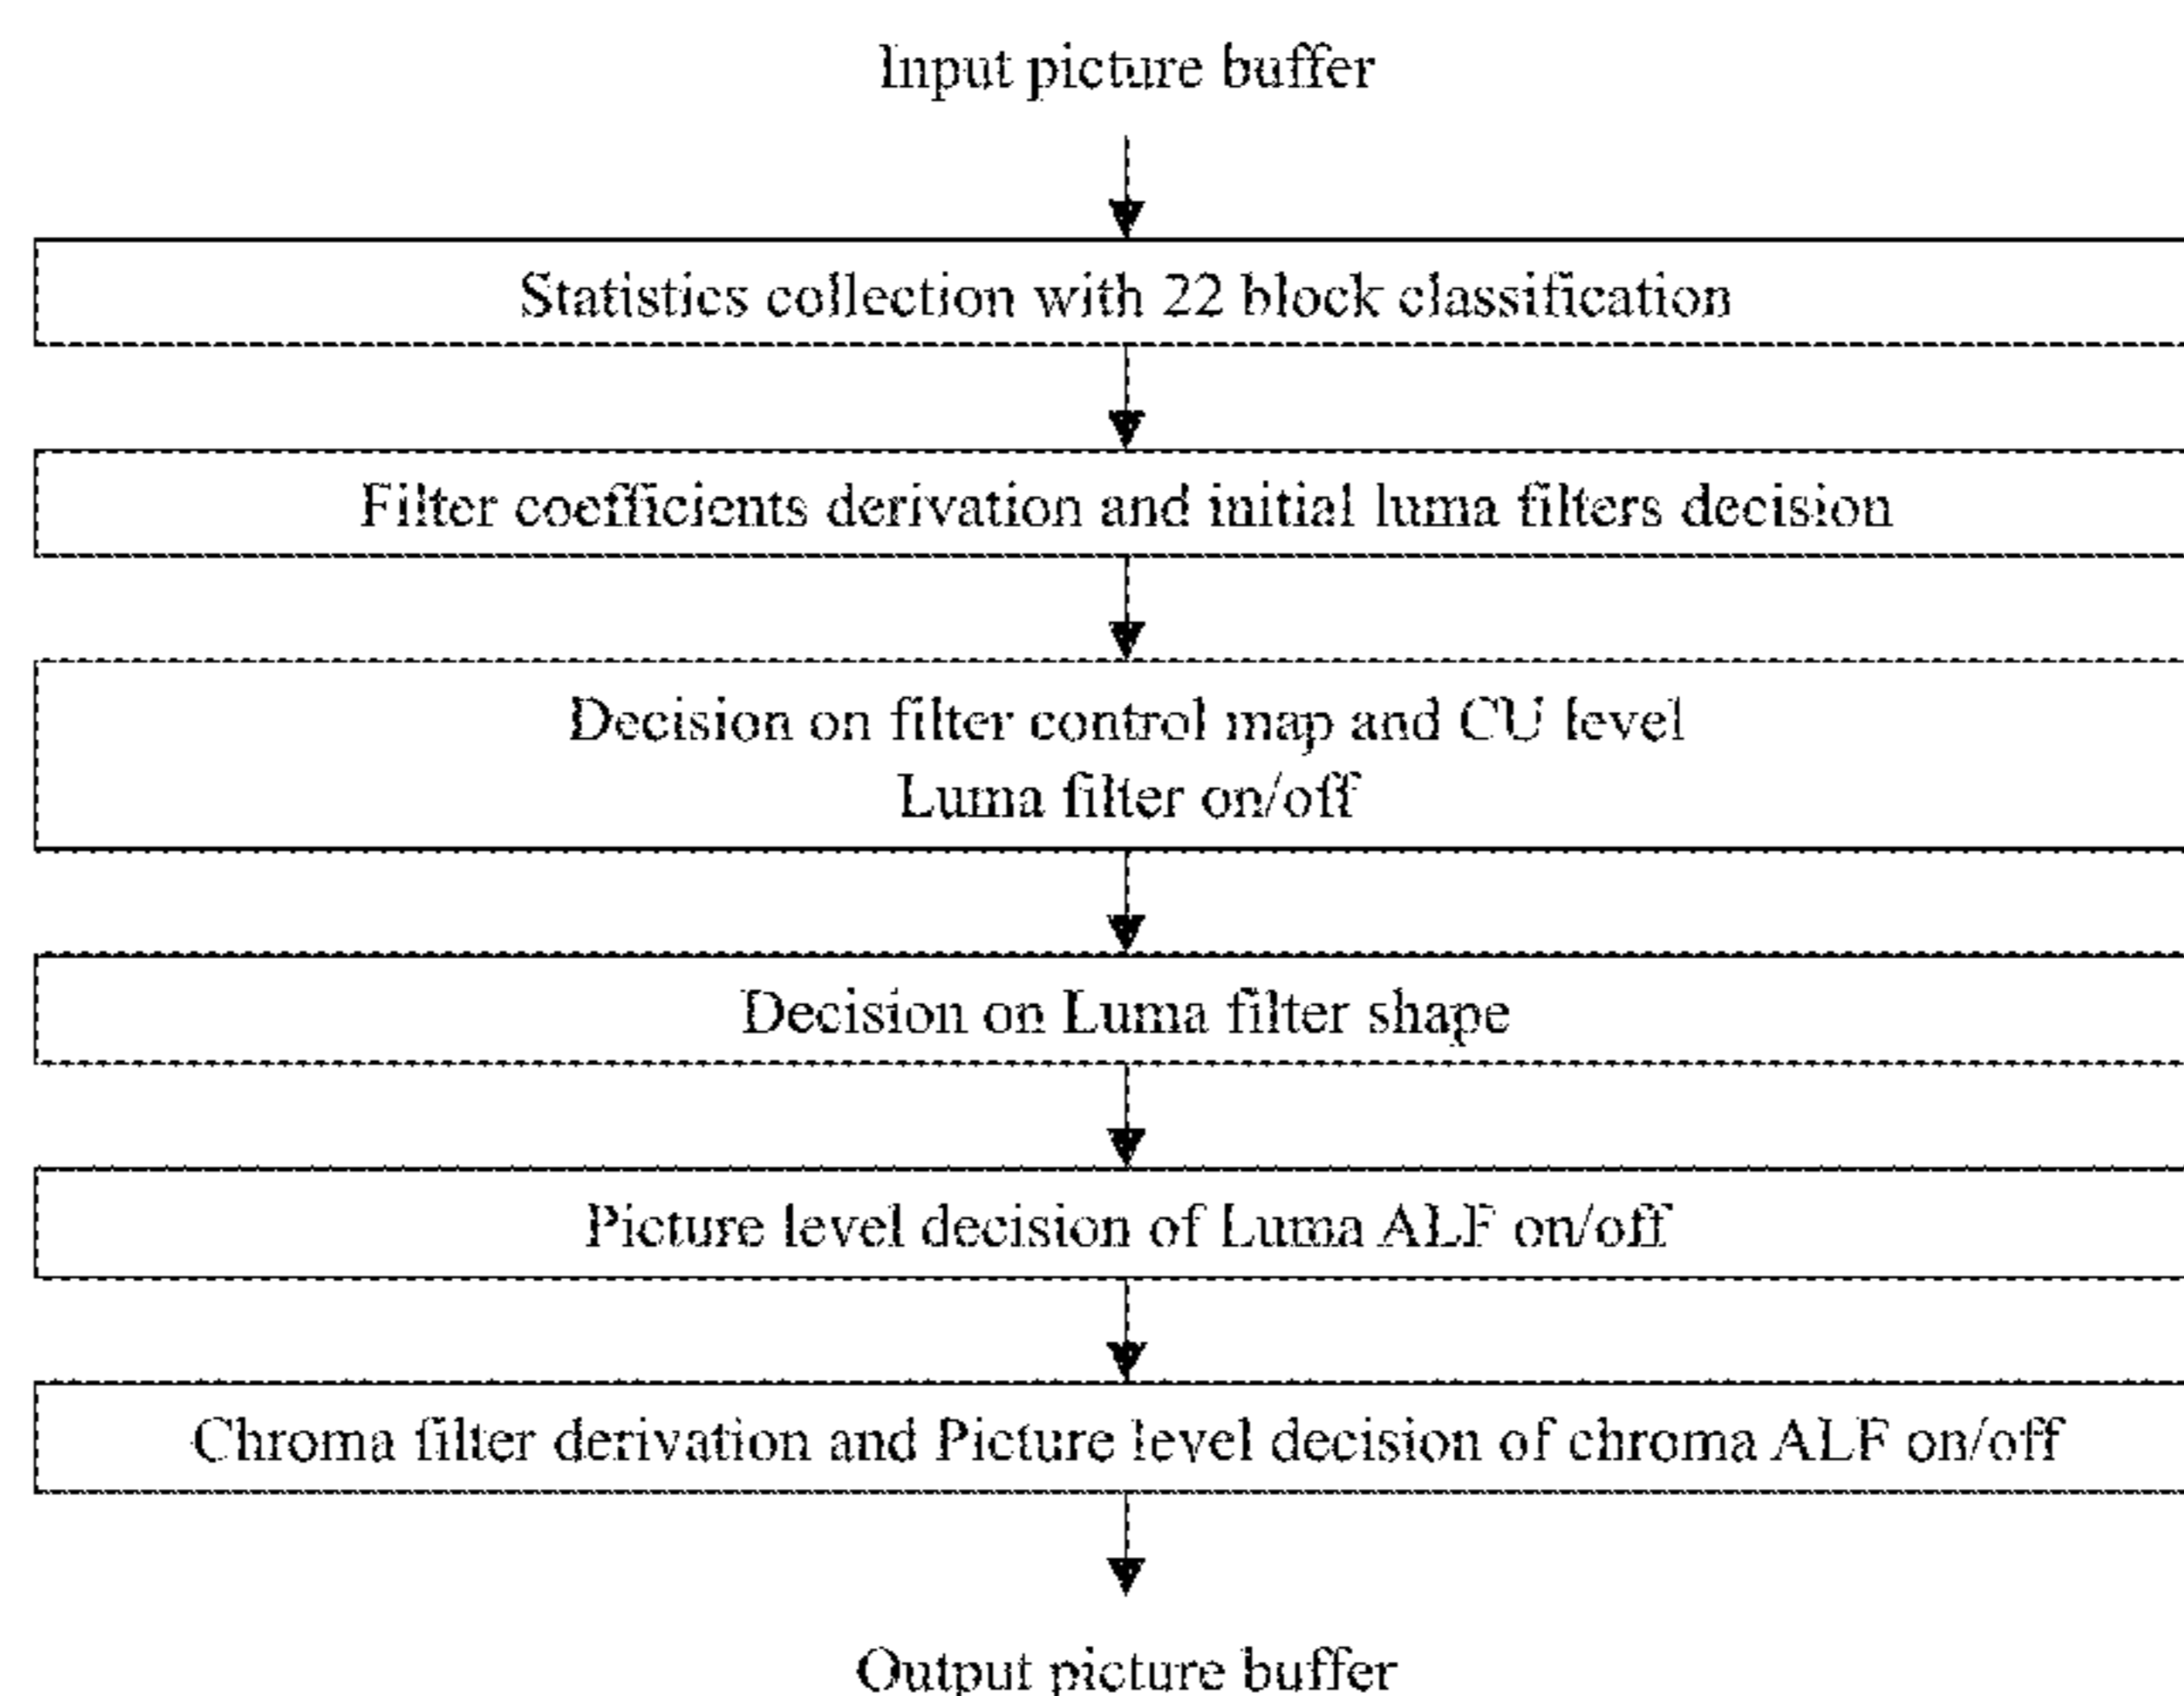 Input picture buffer
Statistics collection with 22 block classification
Filter coefficients derivation and initial luma filters decision
Decision on filter control map and CU level
Luma filter on/off
Decision on Luma filter shape
Picture level decision of Luma ALF on/off
Chroma filter derivation and Picture level decision of chroma ALF on/off
Output picture buffer